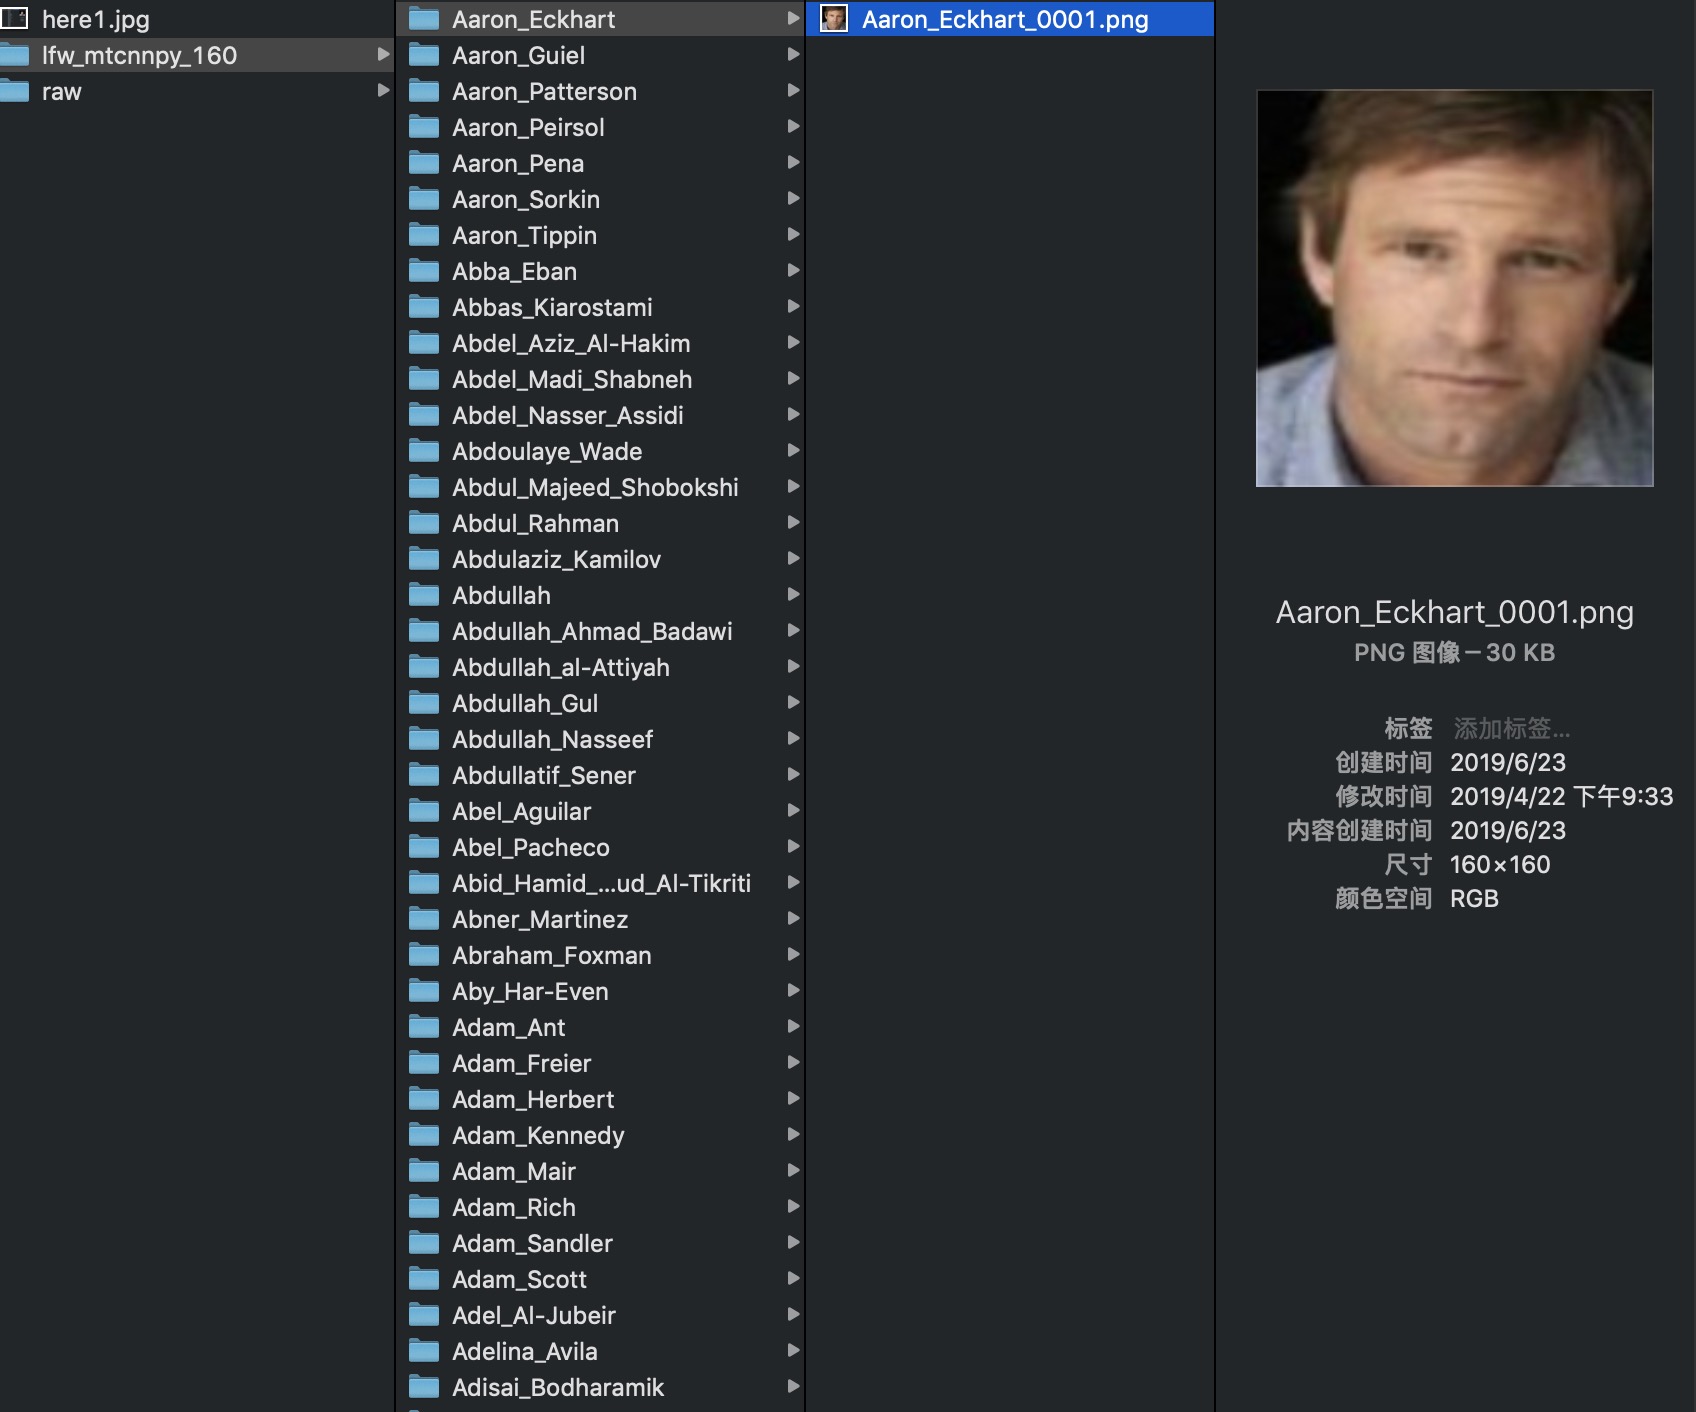 here1.jpg
lfw_mtcnnpy_160
raw
Aaron_Eckhart
Aaron_Guiel
Aaron_Patterson
Aaron_Peirsol
Aaron_Pena
Aaron_Sorkin
Aaron_Tippin
Abba_Eban
Abbas_Kiarostami
Abdel_Aziz_Al-Hakim
Abdel_Madi_Shabneh
Abdel_Nasser_Assidi
Abdoulaye_Wade
Abdul_Majeed_Shobokshi
Abdul_Rahman
Abdulaziz_Kamilov
Abdullah
Abdullah_Ahmad_Badawi
Abdullah_al-Attiyah
Abdullah_Gul
Abdullah_Nasseef
Abdullatif_Sener
Abel_Aguilar
Abel_Pacheco
Abid_Hamid_...ud_Al-Tikriti
Abner_Martinez
Abraham_Foxman
Aby_Har-Even
Adam_Ant
Adam_Freier
Adam_Herbert
Adam_Kennedy
Adam_Mair
Adam_Rich
Adam_Sandler
Adam_Scott
Adel_Al-Jubeir
Adelina_Avila
Adisai_Bodharamik
Aaron_Eckhart_0001.png
Aaron_Eckhart_0001.png
PNG 图像 – 30 KB
标签 添加标签...
创建时间 2019/6/23
修改时间 2019/4/22 下午9:33
内容创建时间 2019/6/23
尺寸 160×160
颜色空间 RGB